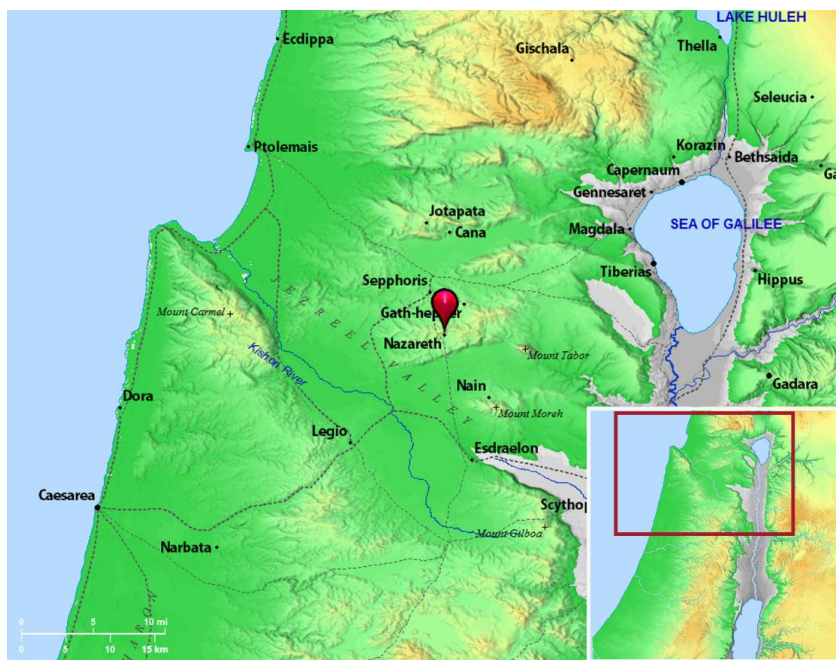 LAKE HULEH
Ecdippa
Thella
Gischala
Seleucia
Ptolemais
Korazin
Bethsaida
Capernaum
Gennesaret
Jotapata
Cana
Magdala
SEA OF GALILEE
Sepphoris
Tiberias
Hippus
JEZREEL VALLEY
Mount Carmel
Nazareth
Mount Tabor
Kishon River
Nain
Gadara
Dora
Mount Moreh
Legio
Esdraelon
Caesarea
Mount Gilboa
Narbata
5 10 mi
5 10 15 km